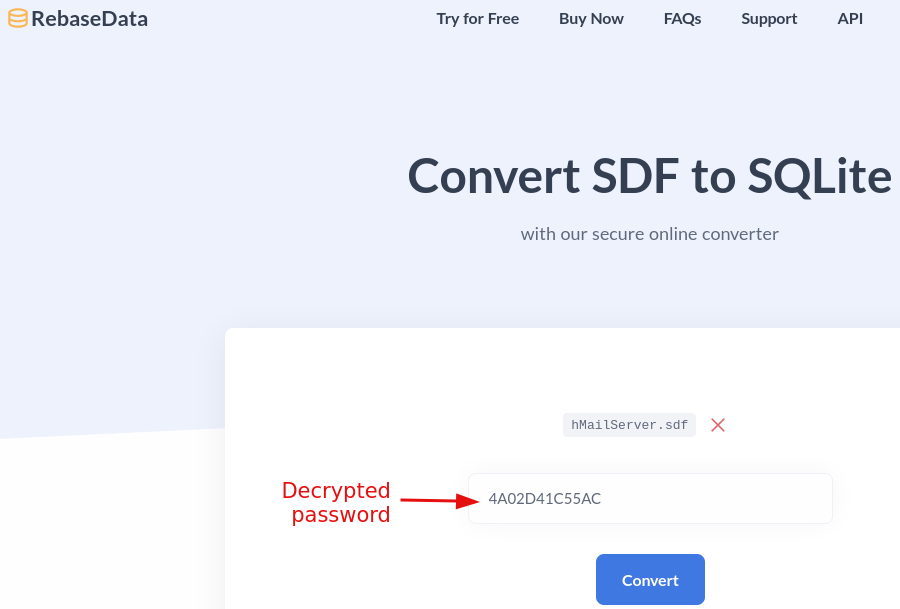 RebaseData
Try for Free
Buy Now
FAQs
Support
API
Convert SDF to SQLite
with our secure online converter
hMailServer.sdf
Decrypted
password
4A02D41C55AC
Convert